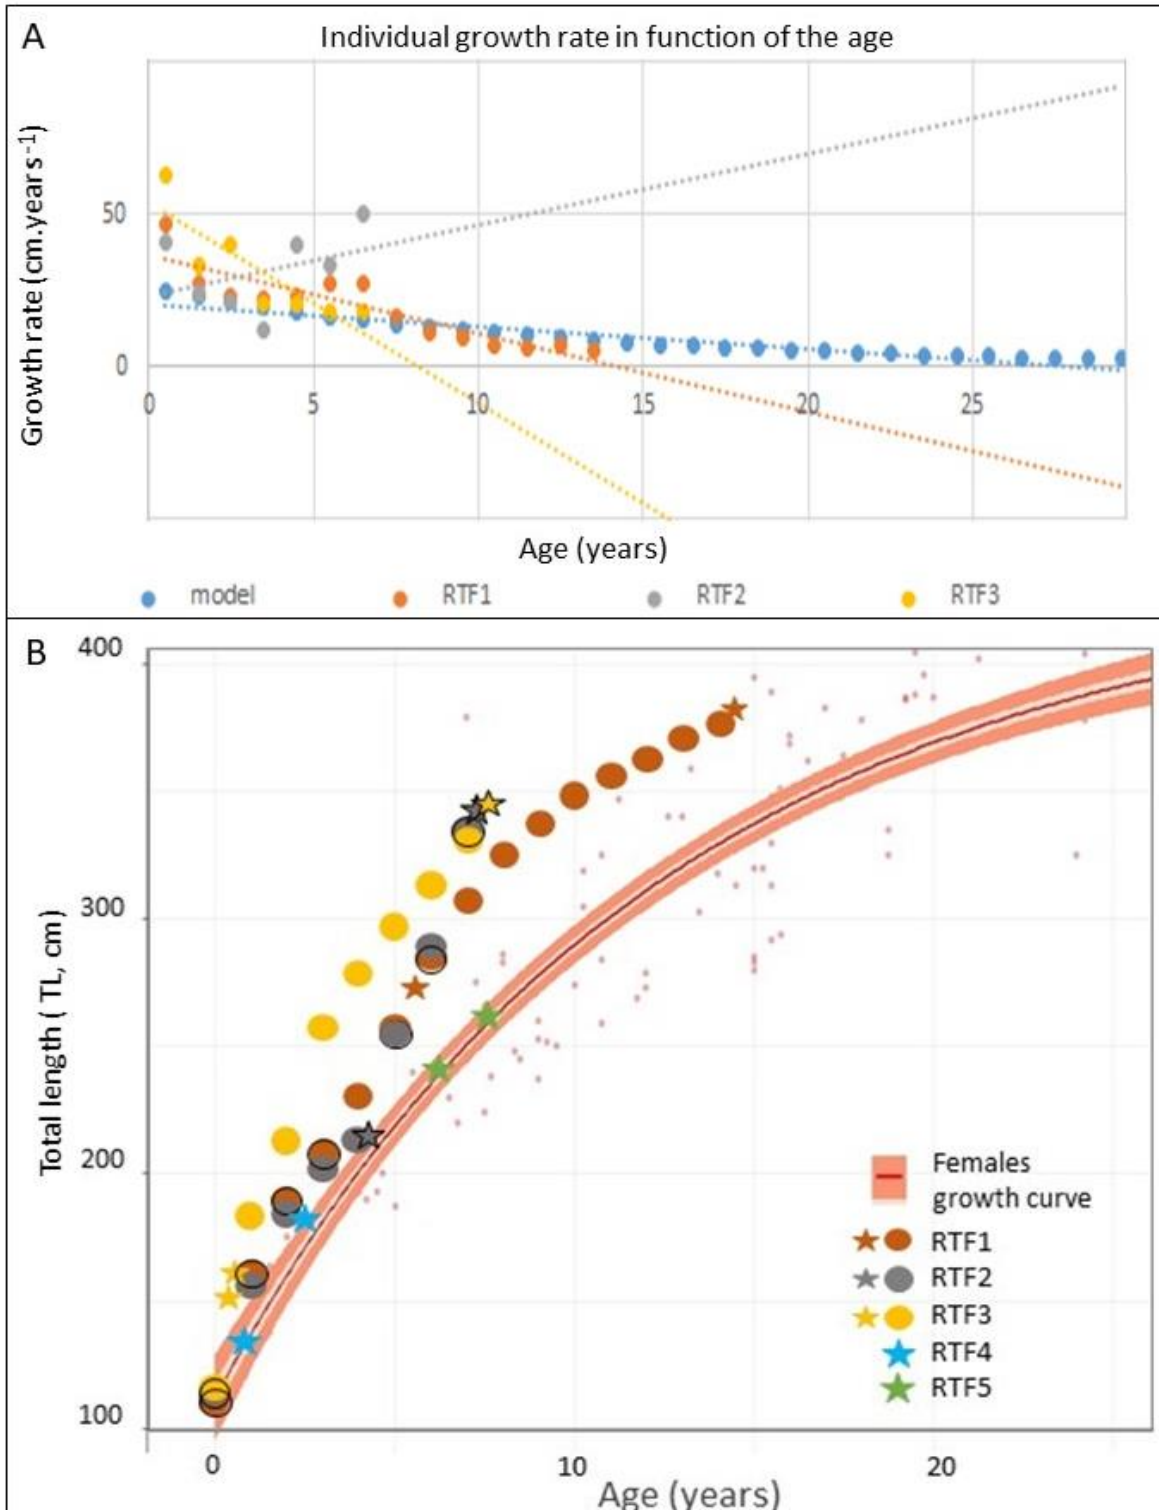 A
Individual growth rate in function of the age
Growth rate (cm.years⁻¹)
50
0
0 5 10 15 20 25
Age (years)
model RTF1 RTF2 RTF3
B
400
300
200
100
Total length ( TL, cm)
Females
growth curve
RTF1
RTF2
RTF3
RTF4
RTF5
0 10 20
Age (years)